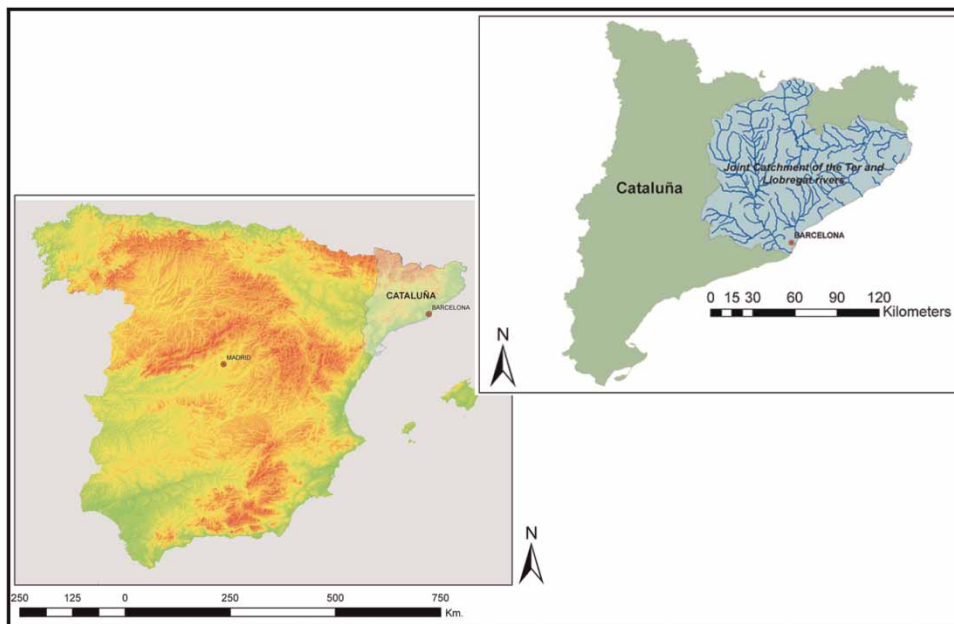 Joint Catchment of the Ter and
Llobregat rivers
Cataluña
BARCELONA
0 15 30 60 90 120
Kilometers
N
CATALUÑA
BARCELONA
MADRID
N
250 125 0 250 500 750
Km.